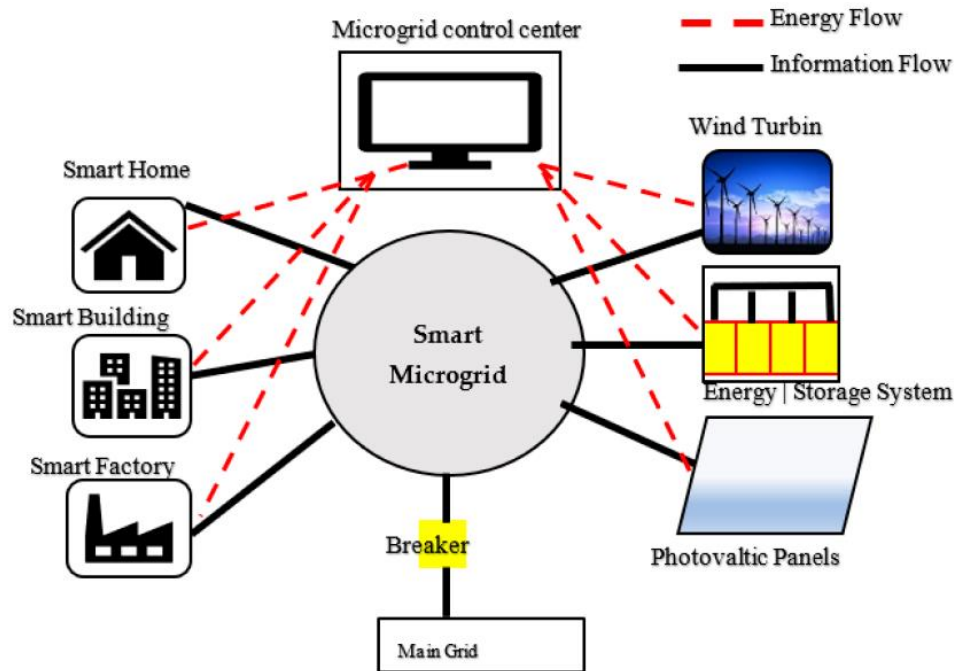 Microgrid control center
Energy Flow
Information Flow
Wind Turbin
Smart Home
Smart Building
Smart
Microgrid
Energy | Storage System
Smart Factory
Breaker
Photovaltic Panels
Main Grid